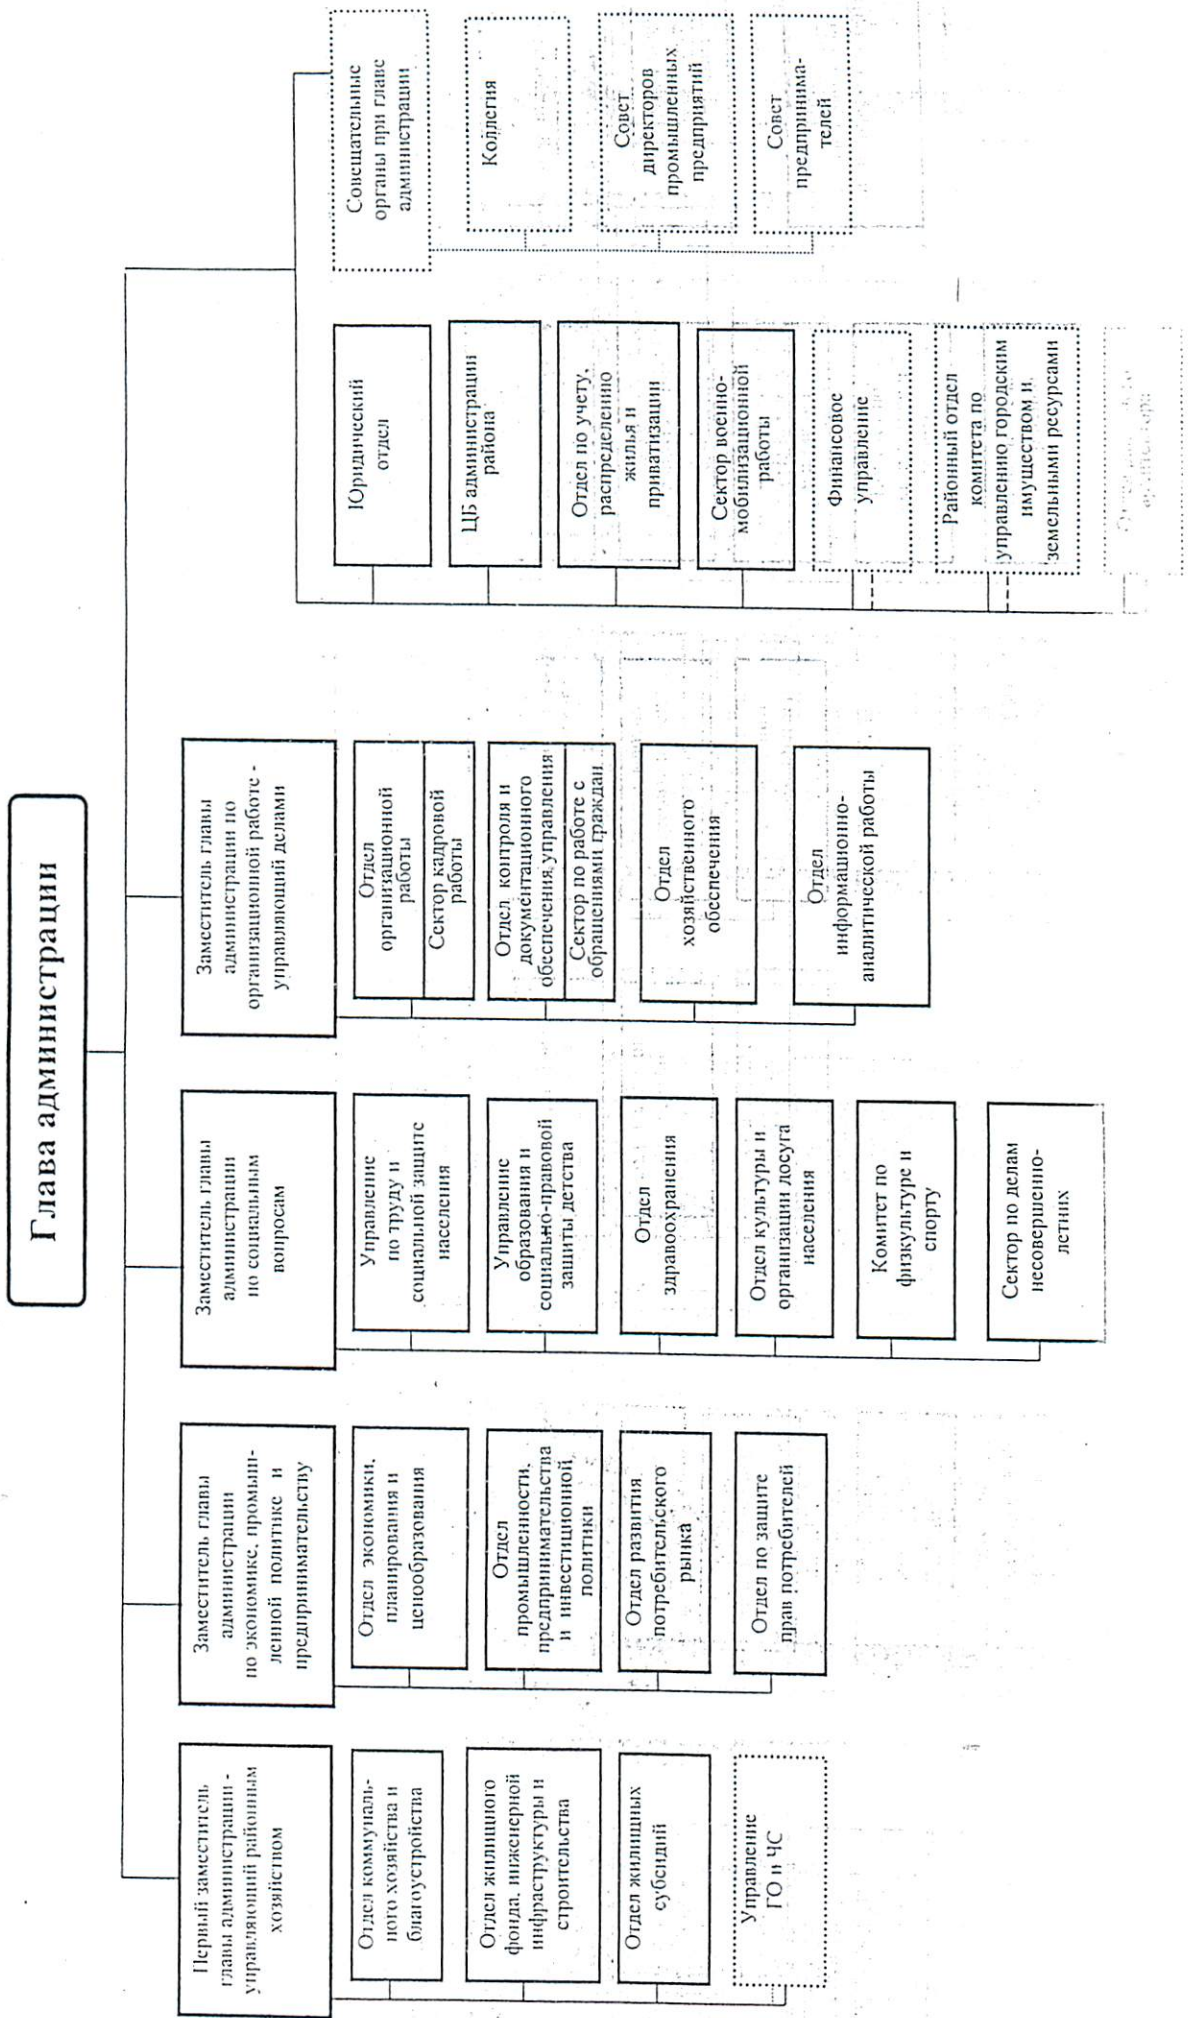 Глава администрации
Первый заместитель
главы администрации -
управляющий районным
хозяйством
Отдел коммуналь-
ного хозяйства и
благоустройства
Отдел жилищного
фонда, инженерной
инфраструктуры и
строительства
Отдел жилищных
субсидий
Управление
ГО и ЧС
Заместитель главы
администрации
по экономике, промыш-
ленной политике и
предпринимательству
Отдел экономики,
планирования и
ценообразования
Отдел
промышленности,
предпринимательства
и инвестиционной
политики
Отдел развития
потребительского
рынка
Отдел по защите
прав потребителей
Заместитель главы
администрации
по социальным
вопросам
Управление
по труду и
социальной защите
населения
Управление
образования и
социально-правовой
защиты детства
Отдел
здравоохранения
Отдел культуры и
организации досуга
населения
Комитет по
физкультуре и
спорту
Сектор по делам
несовершенно-
летних
Заместитель главы
администрации по
организационной работе -
управляющий делами
Отдел
организационной
работы
Сектор кадровой
работы
Отдел контроля и
документационного
обеспечения управления
Сектор по работе с
обращениями граждан
Отдел
хозяйственного
обеспечения
Отдел
информационно-
аналитической работы
Юридический
отдел
ЦБ администрации
района
Отдел по учету,
распределению
жилья и
приватизации
Сектор военно-
мобилизационной
работы
Финансовое
управление
Районный отдел
комитета по
управлению городским
имуществом и
земельными ресурсами
Совещательные
органы при главе
администрации
Коллегия
Совет
директоров
промышленных
предприятий
Совет
предпринима-
телей